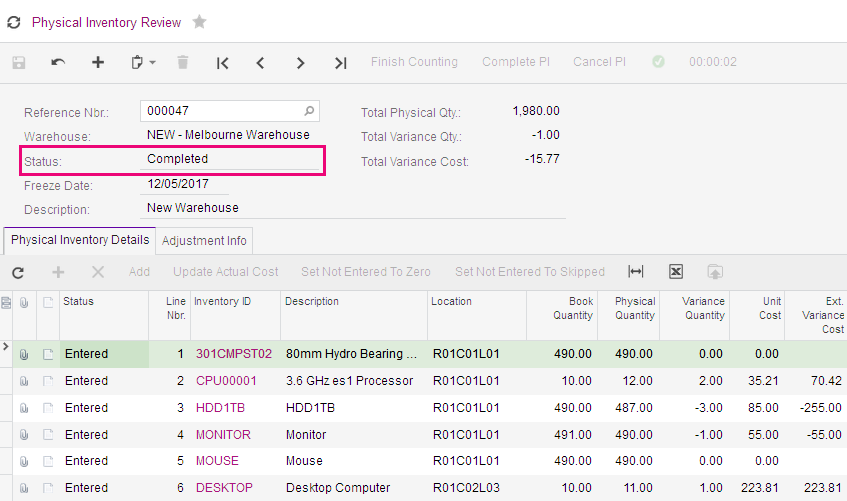 Physical Inventory Review
Finish Counting Complete PI Cancel PI 00:00:02
Reference Nbr.: 000047 Total Physical Qty.: 1,980.00
Warehouse: NEW - Melbourne Warehouse Total Variance Qty.: -1.00
Status: Completed Total Variance Cost: -15.77
Freeze Date: 12/05/2017
Description: New Warehouse
Physical Inventory Details Adjustment Info
Add Update Actual Cost Set Not Entered To Zero Set Not Entered To Skipped
Status Line Nbr. Inventory ID Description Location Book Quantity Physical Quantity Variance Quantity Unit Cost Ext. Variance Cost
Entered 1 301CMPST02 80mm Hydro Bearing ... R01C01L01 490.00 490.00 0.00 0.00
Entered 2 CPU00001 3.6 GHz es1 Processor R01C01L01 10.00 12.00 2.00 35.21 70.42
Entered 3 HDD1TB HDD1TB R01C01L01 490.00 487.00 -3.00 85.00 -255.00
Entered 4 MONITOR Monitor R01C01L01 491.00 490.00 -1.00 55.00 -55.00
Entered 5 MOUSE Mouse R01C01L01 490.00 490.00 0.00 0.00
Entered 6 DESKTOP Desktop Computer R01C02L03 10.00 11.00 1.00 223.81 223.81